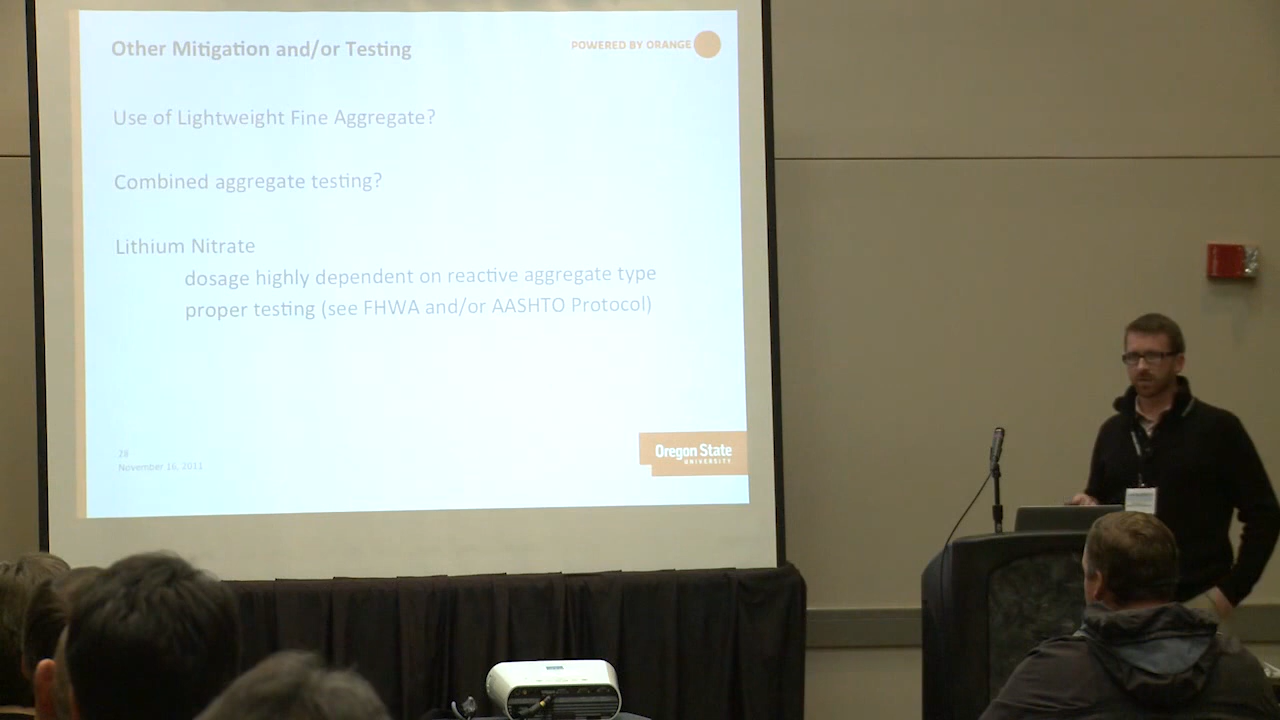 Other Mitigation and/or Testing
POWERED BY ORANGE
Use of Lightweight Fine Aggregate?
Combined aggregate testing?
Lithium Nitrate
dosage highly dependent on reactive aggregate type
proper testing (see FHWA and/or AASHTO Protocol)
28
November 16, 2011
Oregon State
UNIVERSITY